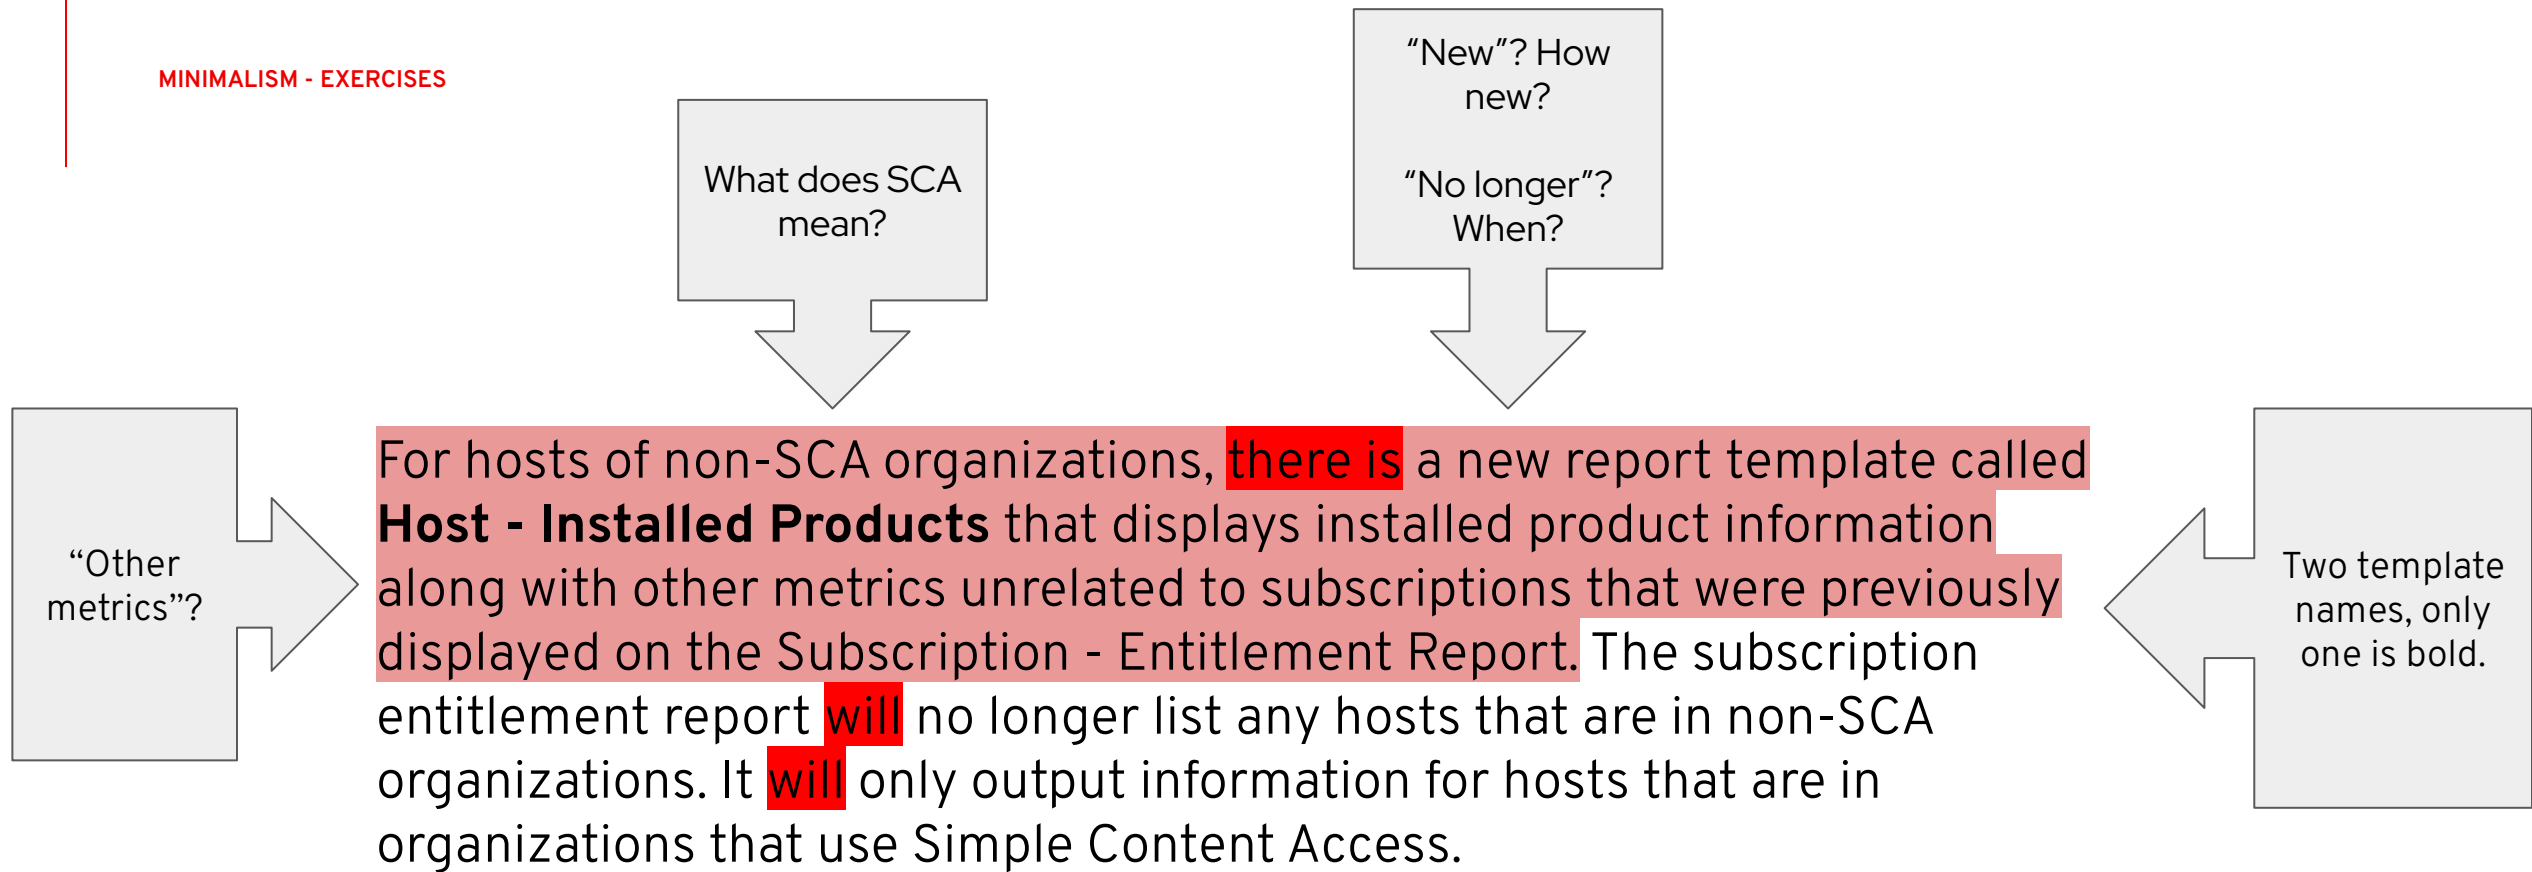 MINIMALISM - EXERCISES
“New”? How
new?
“No longer”?
When?
What does SCA
mean?
“Other
metrics”?
For hosts of non-SCA organizations, there is a new report template called
Host - Installed Products that displays installed product information
along with other metrics unrelated to subscriptions that were previously
displayed on the Subscription - Entitlement Report. The subscription
entitlement report will no longer list any hosts that are in non-SCA
organizations. It will only output information for hosts that are in
organizations that use Simple Content Access.
Two template
names, only
one is bold.